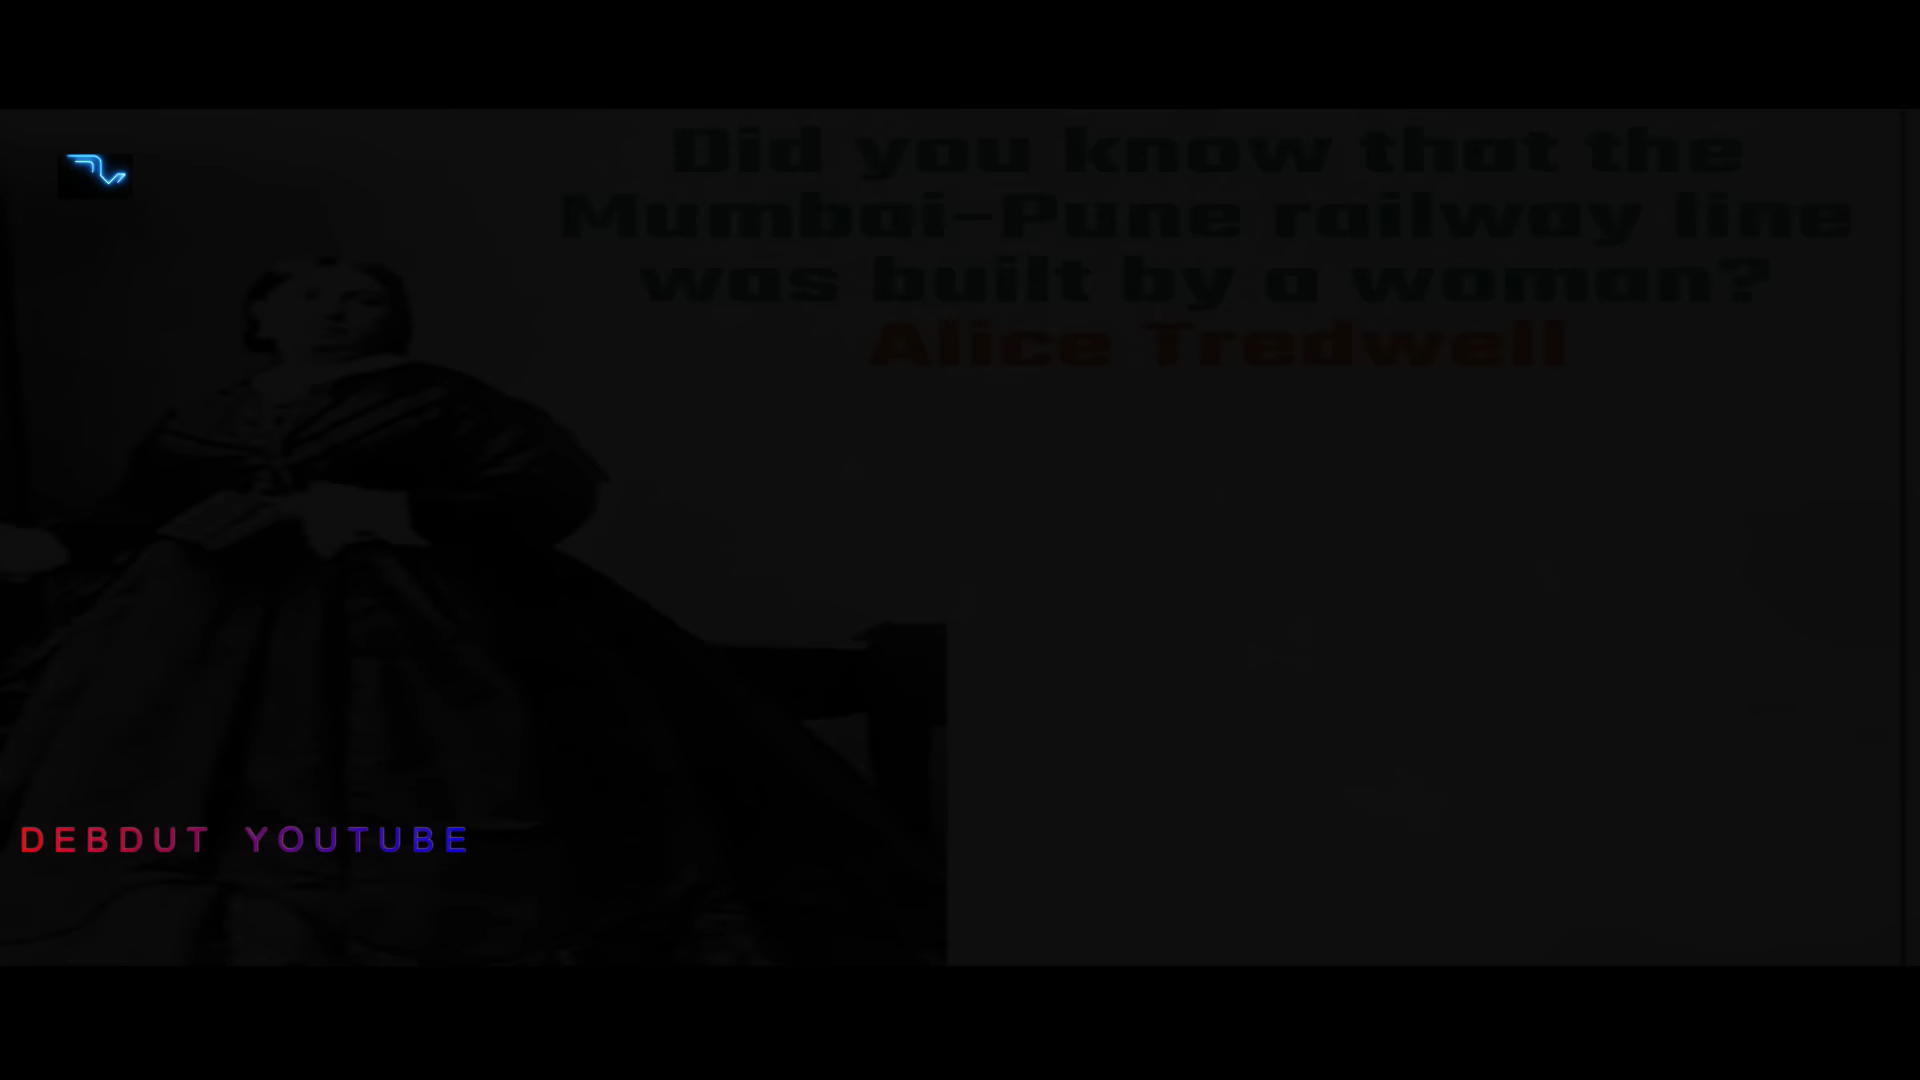 Did you know that the
Mumbai-Pune railway line
was built by a woman?
Alice Tredwell
DEBDUT YOUTUBE